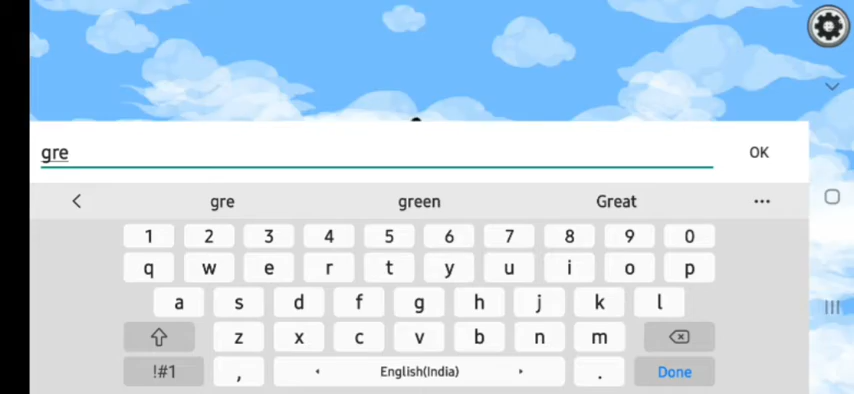 gre
OK
gre green Great ...
1 2 3 4 5 6 7 8 9 0
q w e r t y u i o p
a s d f g h j k l
z x c v b n m
!#1 , English(India) . Done